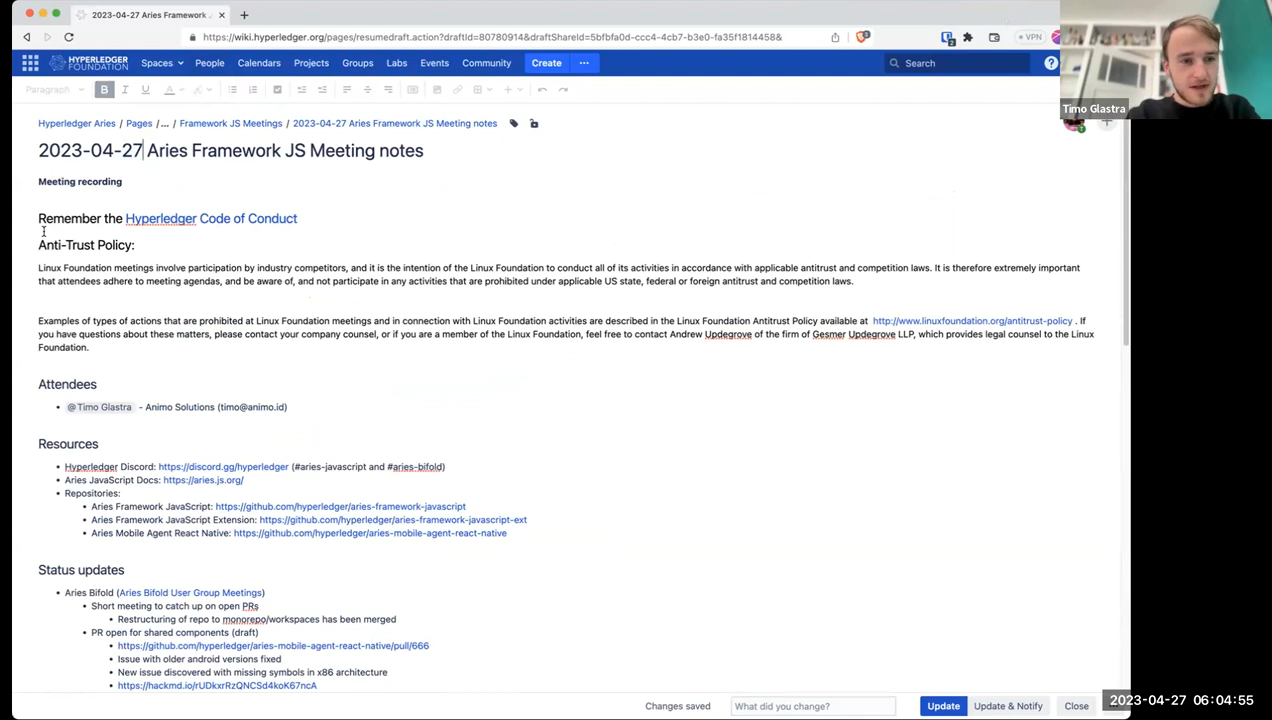 2023-04-27 Aries Framework .
https://wiki.hyperledger.org/pages/resumedraft.action?draftId=80780914&draftShareId=5bfbfa0d-ccc4-4cb7-b3e0-fa35f1814458&
VPN
HYPERLEDGER FOUNDATION Spaces People Calendars Projects Groups Labs Events Community Create Search
Timo Glastra
Paragraph B I U A
Hyperledger Aries / Pages /... / Framework JS Meetings / 2023-04-27 Aries Framework JS Meeting notes
2023-04-27 Aries Framework JS Meeting notes
Meeting recording
Remember the Hyperledger Code of Conduct
Anti-Trust Policy:
Linux Foundation meetings involve participation by industry competitors, and it is the intention of the Linux Foundation to conduct all of its activities in accordance with applicable antitrust and competition laws. It is therefore extremely important
that attendees adhere to meeting agendas, and be aware of, and not participate in any activities that are prohibited under applicable US state, federal or foreign antitrust and competition laws.
Examples of types of actions that are prohibited at Linux Foundation meetings and in connection with Linux Foundation activities are described in the Linux Foundation Antitrust Policy available at http://www.linuxfoundation.org/antitrust-policy . If
you have questions about these matters, please contact your company counsel, or if you are a member of the Linux Foundation, feel free to contact Andrew Updegrove of the firm of Gesmer Updegrove LLP, which provides legal counsel to the Linux
Foundation.
Attendees
• @Timo Glastra - Animo Solutions (timo@animo.id)
Resources
• Hyperledger Discord: https://discord.gg/hyperledger (#aries-javascript and #aries-bifold)
• Aries JavaScript Docs: https://aries.js.org/
• Repositories:
• Aries Framework JavaScript: https://github.com/hyperledger/aries-framework-javascript
• Aries Framework JavaScript Extension: https://github.com/hyperledger/aries-framework-javascript-ext
• Aries Mobile Agent React Native: https://github.com/hyperledger/aries-mobile-agent-react-native
Status updates
• Aries Bifold (Aries Bifold User Group Meetings)
• Short meeting to catch up on open PRs
• Restructuring of repo to monorepo/workspaces has been merged
• PR open for shared components (draft)
• https://github.com/hyperledger/aries-mobile-agent-react-native/pull/666
• Issue with older android versions fixed
• New issue discovered with missing symbols in x86 architecture
• https://hackmd.io/rUDkxrRzQNCSd4koK67ncA
Changes saved What did you change? Update Update & Notify Close
2023-04-27 06:04:55